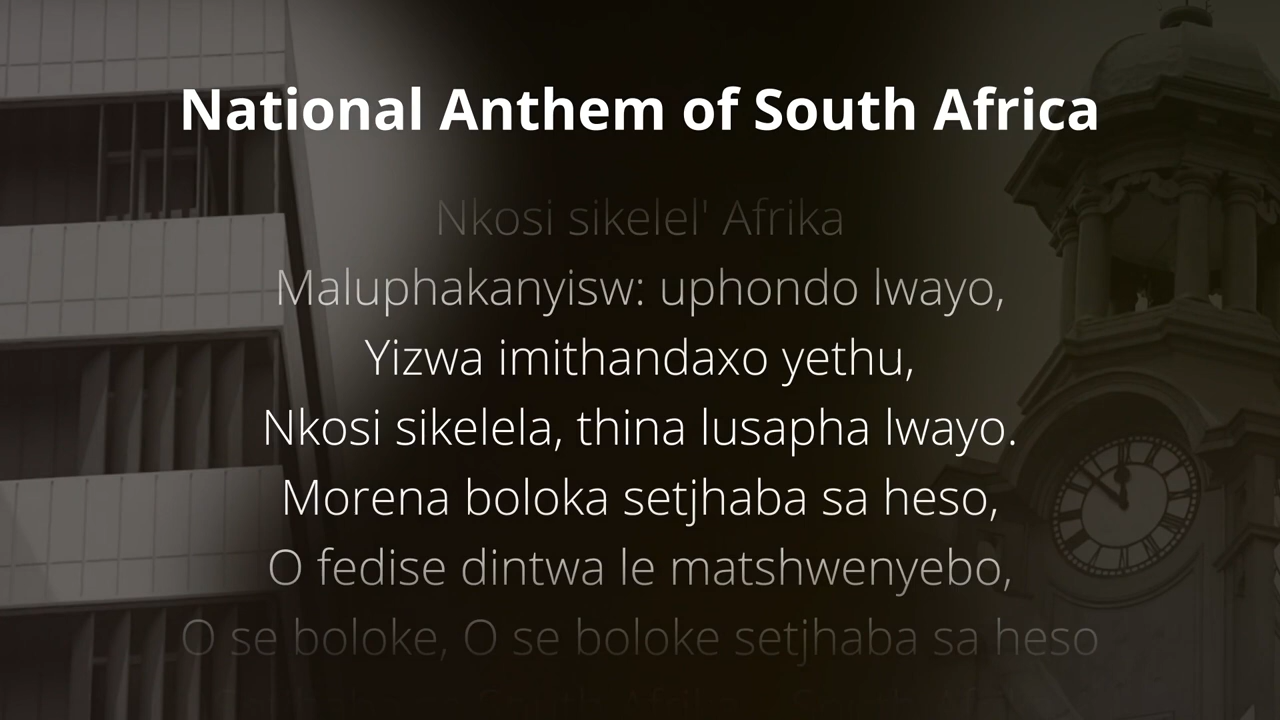 National Anthem of South Africa
Nkosi sikelel' Afrika
Maluphakanyisw: uphondo lwayo,
Yizwa imithandaxo yethu,
Nkosi sikelela, thina lusapha lwayo.
Morena boloka setjhaba sa heso,
O fedise dintwa le matshwenyebo,
O se boloke, O se boloke setjhaba sa heso